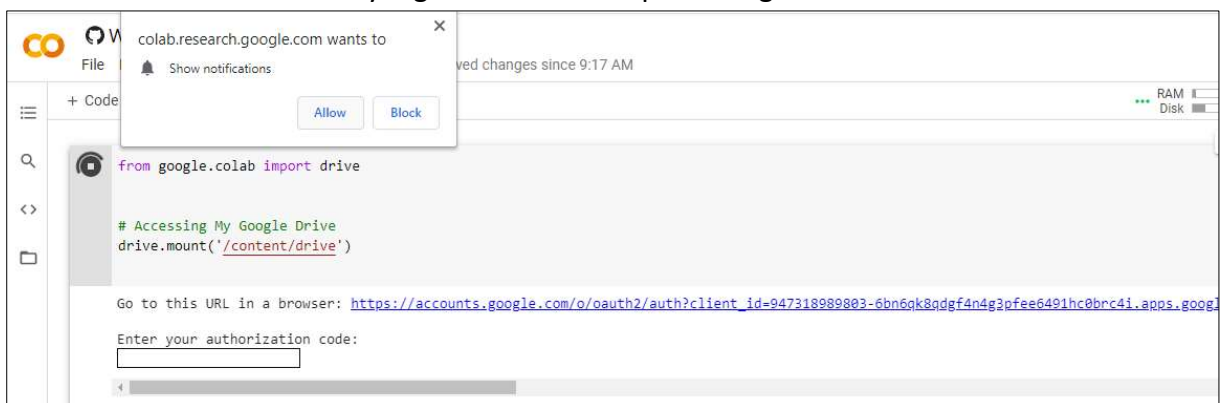 W
colab.research.google.com wants to
Show notifications
Allow Block
File
ved changes since 9:17 AM
+ Code
RAM
Disk
from google.colab import drive
# Accessing My Google Drive
drive.mount('/content/drive')
Go to this URL in a browser: https://accounts.google.com/o/oauth2/auth?client_id=947318989803-6bn6qk8qdgf4n4g3pfee6491hc0brc4i.apps.googl
Enter your authorization code: